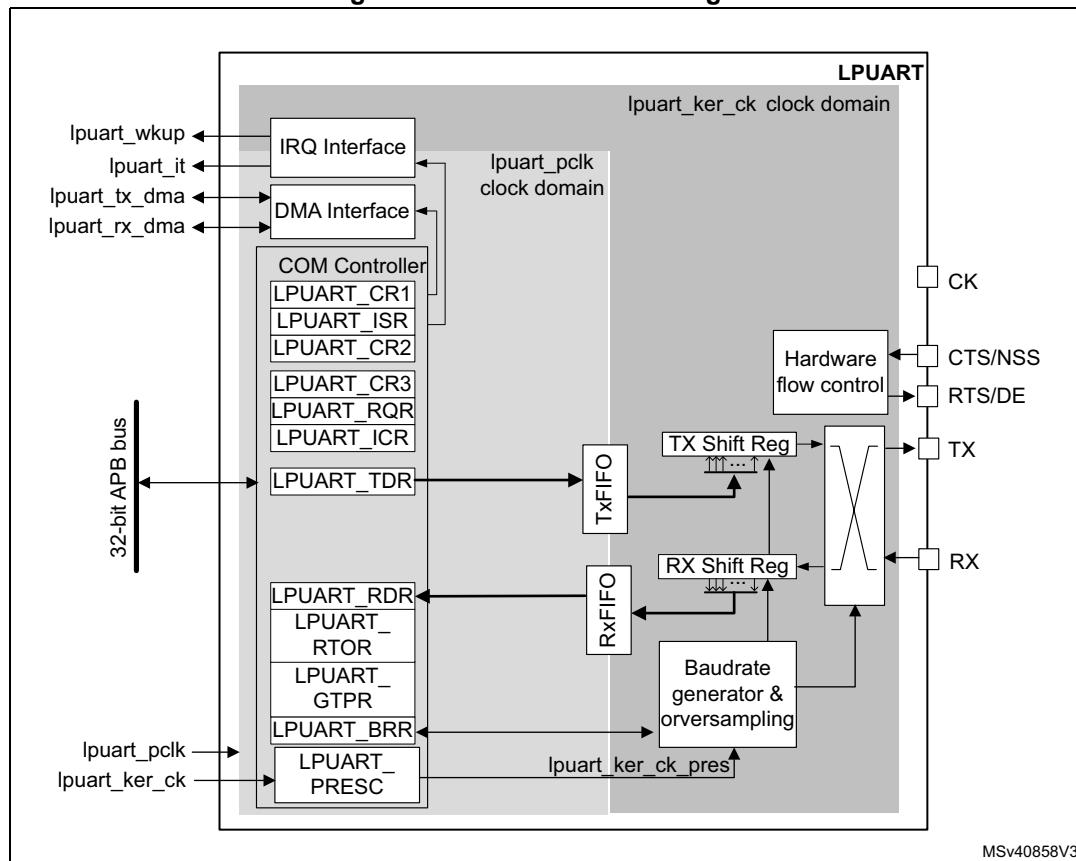 LPUART
lpuart_ker_ck clock domain
lpuart_wkup
IRQ Interface
lpuart_it
lpuart_pclk
clock domain
lpuart_tx_dma
DMA Interface
lpuart_rx_dma
COM Controller
LPUART_CR1
LPUART_ISR
LPUART_CR2
LPUART_CR3
LPUART_RQR
LPUART_ICR
LPUART_TDR
32-bit APB bus
TxFIFO
TX Shift Reg
...
Hardware
flow control
CK
CTS/NSS
RTS/DE
TX
RX
RX Shift Reg
...
RxFIFO
LPUART_RDR
LPUART_
RTOR
LPUART_
GTPR
LPUART_BRR
Baudrate
generator &
orversampling
lpuart_pclk
lpuart_ker_ck
LPUART_
PRESC
lpuart_ker_ck_pres
MSv40858V3